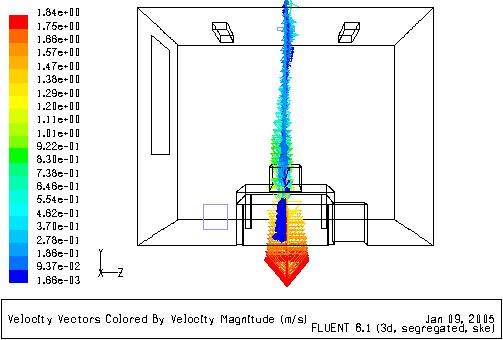 1.84e+00
1.75e+00
1.66e+00
1.57e+00
1.47e+00
1.38e+00
1.29e+00
1.20e+00
1.11e+00
1.01e+00
9.22e-01
8.30e-01
7.38e-01
6.46e-01
5.54e-01
4.62e-01
3.70e-01
2.78e-01
1.86e-01
9.37e-02
1.66e-03
Y
X Z
Velocity Vectors Colored By Velocity Magnitude (m/s)
Jan 09, 2005
FLUENT 6.1 (3d, segregated, ske)